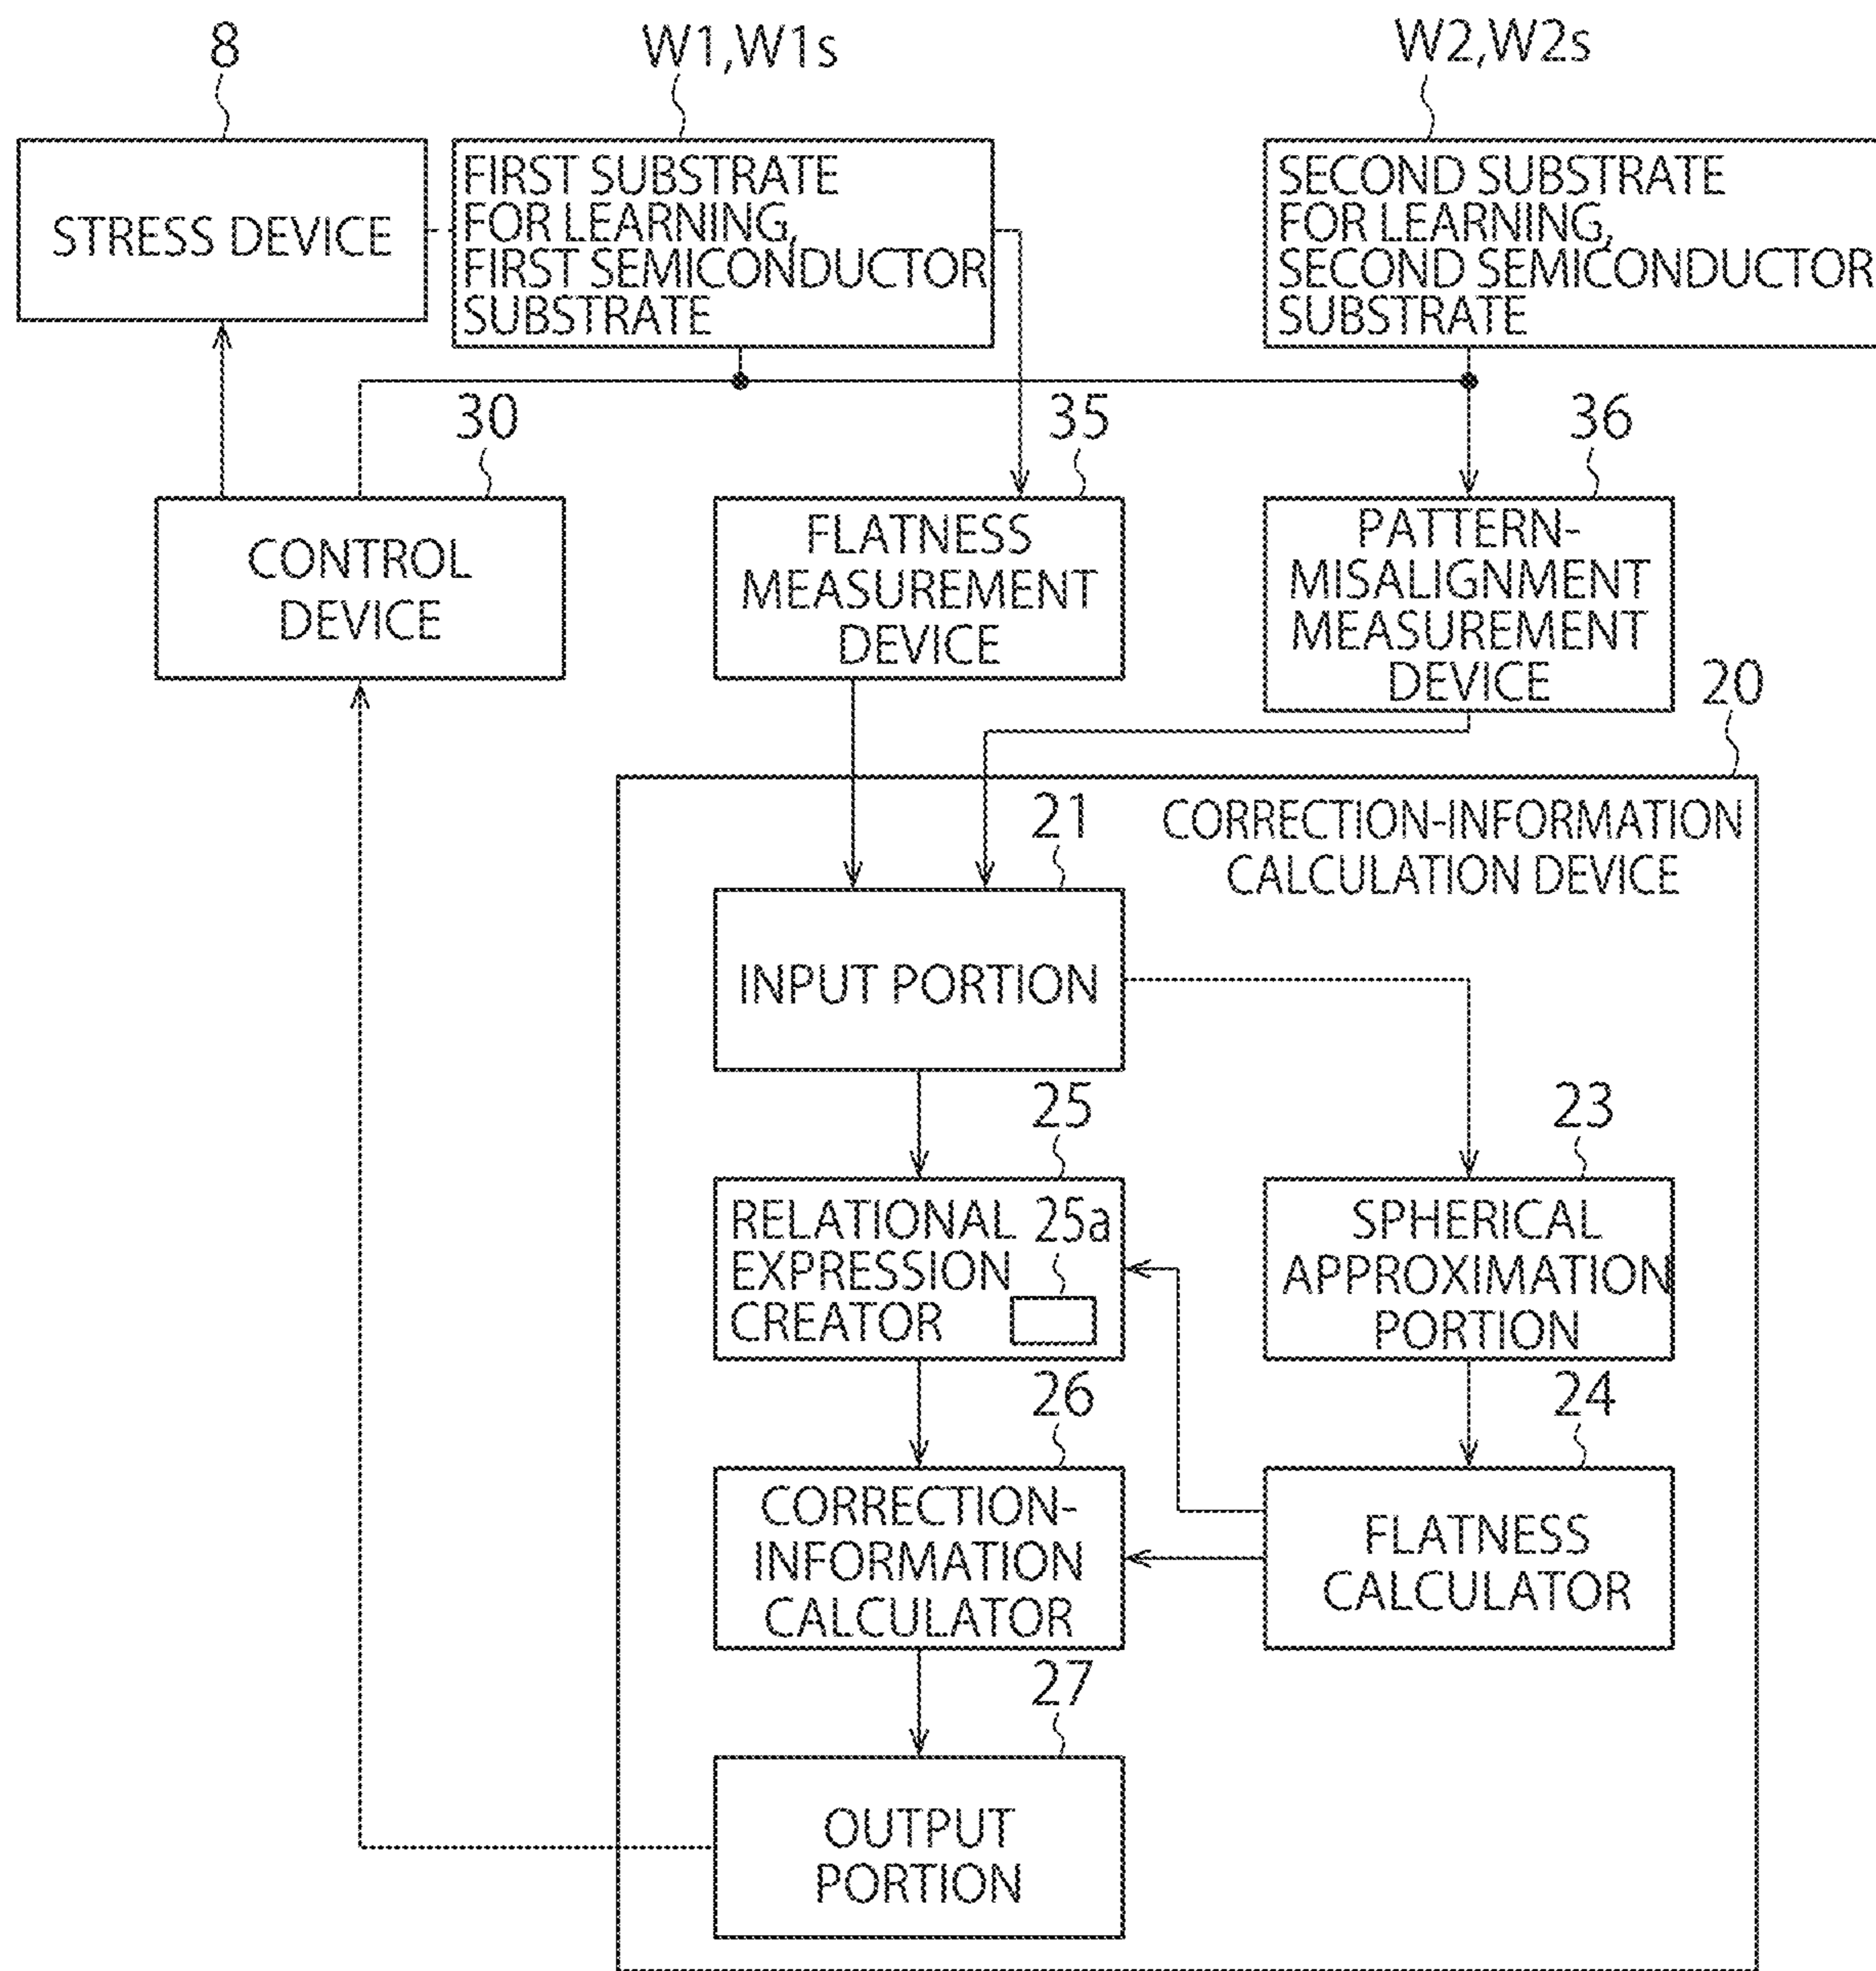 8
W1,W1s
W2,W2s
STRESS DEVICE
FIRST SUBSTRATE
FOR LEARNING,
FIRST SEMICONDUCTOR
SUBSTRATE
SECOND SUBSTRATE
FOR LEARNING,
SECOND SEMICONDUCTOR
SUBSTRATE
30
35
36
CONTROL
DEVICE
FLATNESS
MEASUREMENT
DEVICE
PATTERN-
MISALIGNMENT
MEASUREMENT
DEVICE
20
CORRECTION-INFORMATION
CALCULATION DEVICE
21
INPUT PORTION
25
23
RELATIONAL
EXPRESSION
CREATOR
25a
SPHERICAL
APPROXIMATION
PORTION
26
24
CORRECTION-
INFORMATION
CALCULATOR
FLATNESS
CALCULATOR
27
OUTPUT
PORTION